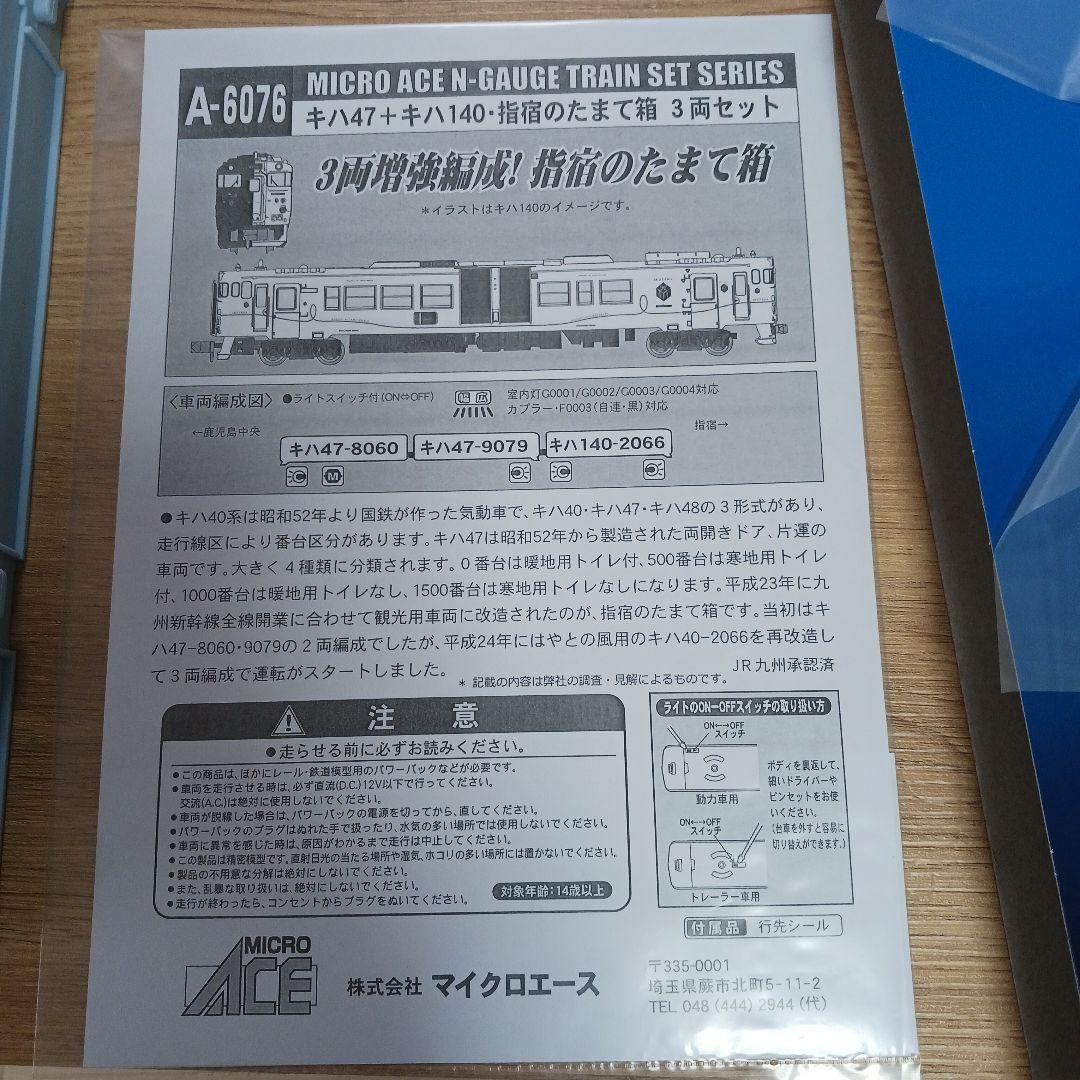 A-6076
MICRO ACE N-GAUGE TRAIN SET SERIES
キハ47+キハ140・指宿のたまて箱 3両セット
3両増強編成! 指宿のたまて箱
*イラストはキハ140のイメージです。
〈車両編成図〉 ●ライトスイッチ付(ON⇔OFF)
室内灯G0001/G0002/G0003/G0004対応
カプラー・F0003(自連・黒)対応
←鹿児島中央
指宿→
キハ47-8060 キハ47-9079 キハ140-2066
M
●キハ40系は昭和52年より国鉄が作った気動車で、キハ40・キハ47・キハ48の3形式があり、
走行線区により番台区分があります。キハ47は昭和52年から製造された両開きドア、片運の
車両です。大きく4種類に分類されます。0番台は暖地用トイレ付、500番台は寒地用トイレ
付、1000番台は暖地用トイレなし、1500番台は寒地用トイレなしになります。平成23年に九
州新幹線全線開業に合わせて観光用車両に改造されたのが、指宿のたまて箱です。当初はキ
ハ47-8060・9079の2両編成でしたが、平成24年にはやとの風用のキハ40-2066を再改造し
て3両編成で運転がスタートしました。
JR九州承認済
* 記載の内容は弊社の調査・見解によるものです。
注意
●走らせる前に必ずお読みください。
●この商品は、ほかにレール・鉄道模型用のパワーパックなどが必要です。
●車両を走行させる時は、必ず直流(D.C.)12V以下で行ってください。
交流(A.C.)は絶対に使用しないでください。
●車両が脱線した場合は、パワーパックの電源を切ってから、直してください。
●パワーパックのプラグはぬれた手で扱ったり、水気の多い場所では使用しないでください。
●車両に異常を感じた時は、原因がわかるまで走行は中止してください。
●この製品は精密模型です。直射日光の当たる場所や湿気、ホコリの多い場所には置かないでください。
●製品の不用意な分解は絶対にしないでください。
●また、乱暴な取り扱いは、絶対にしないでください。
●走行が終わったら、コンセントからプラグをぬいてください。
対象年齢:14歳以上
ライトのON−OFFスイッチの取り扱い方
ON←→OFF
スイッチ
動力車用
ON←→OFF
スイッチ
トレーラー車用
ボディを裏返して、
細いドライバーや
ピンセットをお使
いください。
(台車を外すと容易に
切り替えができます。)
付属品 行先シール
MICRO
ACE
株式会社 マイクロエース
〒335-0001
埼玉県蕨市北町5-11-2
TEL 048 (444) 2944 (代)